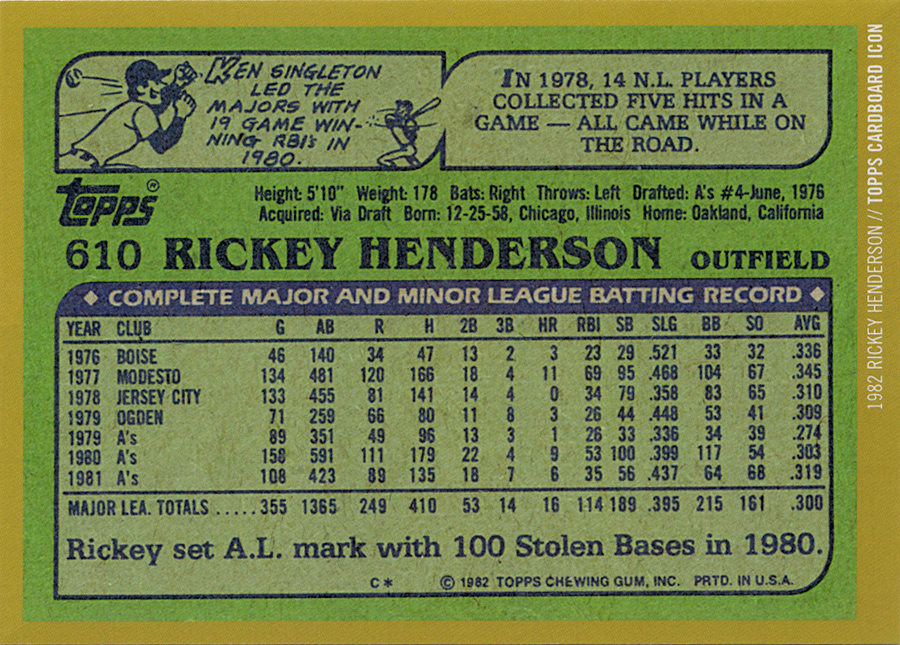 KEN SINGLETON
LED THE
MAJORS WITH
19 GAME WIN-
NING RBIs IN
1980.
IN 1978, 14 N.L. PLAYERS
COLLECTED FIVE HITS IN A
GAME — ALL CAME WHILE ON
THE ROAD.
Topps®
Height: 5'10" Weight: 178 Bats: Right Throws: Left Drafted: A's #4-June, 1976
Acquired: Via Draft Born: 12-25-58, Chicago, Illinois Home: Oakland, California
610 RICKEY HENDERSON OUTFIELD
◆ COMPLETE MAJOR AND MINOR LEAGUE BATTING RECORD ◆
YEAR CLUB G AB R H 2B 3B HR RBI SB SLG BB SO AVG
1976 BOISE 46 140 34 47 13 2 3 23 29 .521 33 32 .336
1977 MODESTO 134 481 120 166 18 4 11 69 95 .468 104 67 .345
1978 JERSEY CITY 133 455 81 141 14 4 0 34 79 .358 83 65 .310
1979 OGDEN 71 259 66 80 11 8 3 26 44 .448 53 41 .309
1979 A's 89 351 49 96 13 3 1 26 33 .336 34 39 .274
1980 A's 158 591 111 179 22 4 9 53 100 .399 117 54 .303
1981 A's 108 423 89 135 18 7 6 35 56 .437 64 68 .319
MAJOR LEA. TOTALS ..... 355 1365 249 410 53 14 16 114 189 .395 215 161 .300
Rickey set A.L. mark with 100 Stolen Bases in 1980.
C* © 1982 TOPPS CHEWING GUM, INC. PRTD. IN U.S.A.
1982 RICKEY HENDERSON // TOPPS CARDBOARD ICON